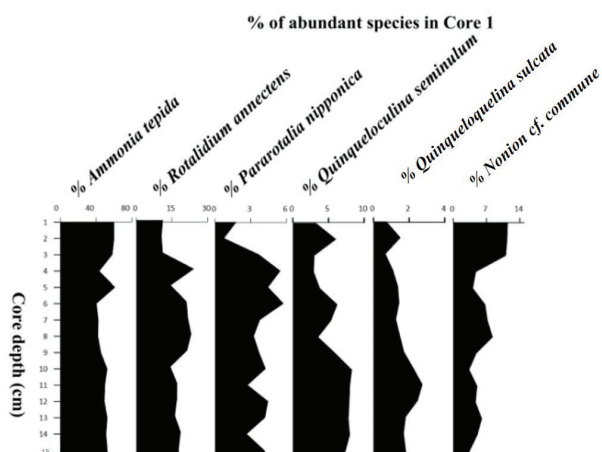 % of abundant species in Core 1
% Ammonia tepida
% Rotalidium annectens
% Pararotalia nipponica
% Quinqueloculina seminulum
% Quinqueloquelina sulcata
% Nonion cf. commune
0 40 80 0 15 30 0 3 6 0 5 10 0 2 4 0 7 14
Core depth (cm)
1
2
3
4
5
6
7
8
9
10
11
12
13
14
15